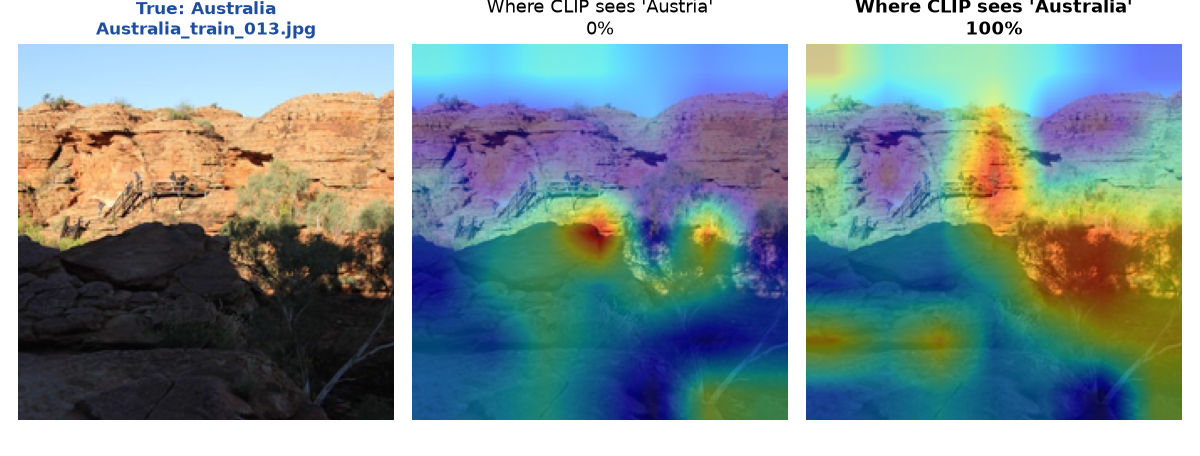 True: Australia
Australia_train_013.jpg
Where CLIP sees 'Austria'
0%
Where CLIP sees 'Australia'
100%